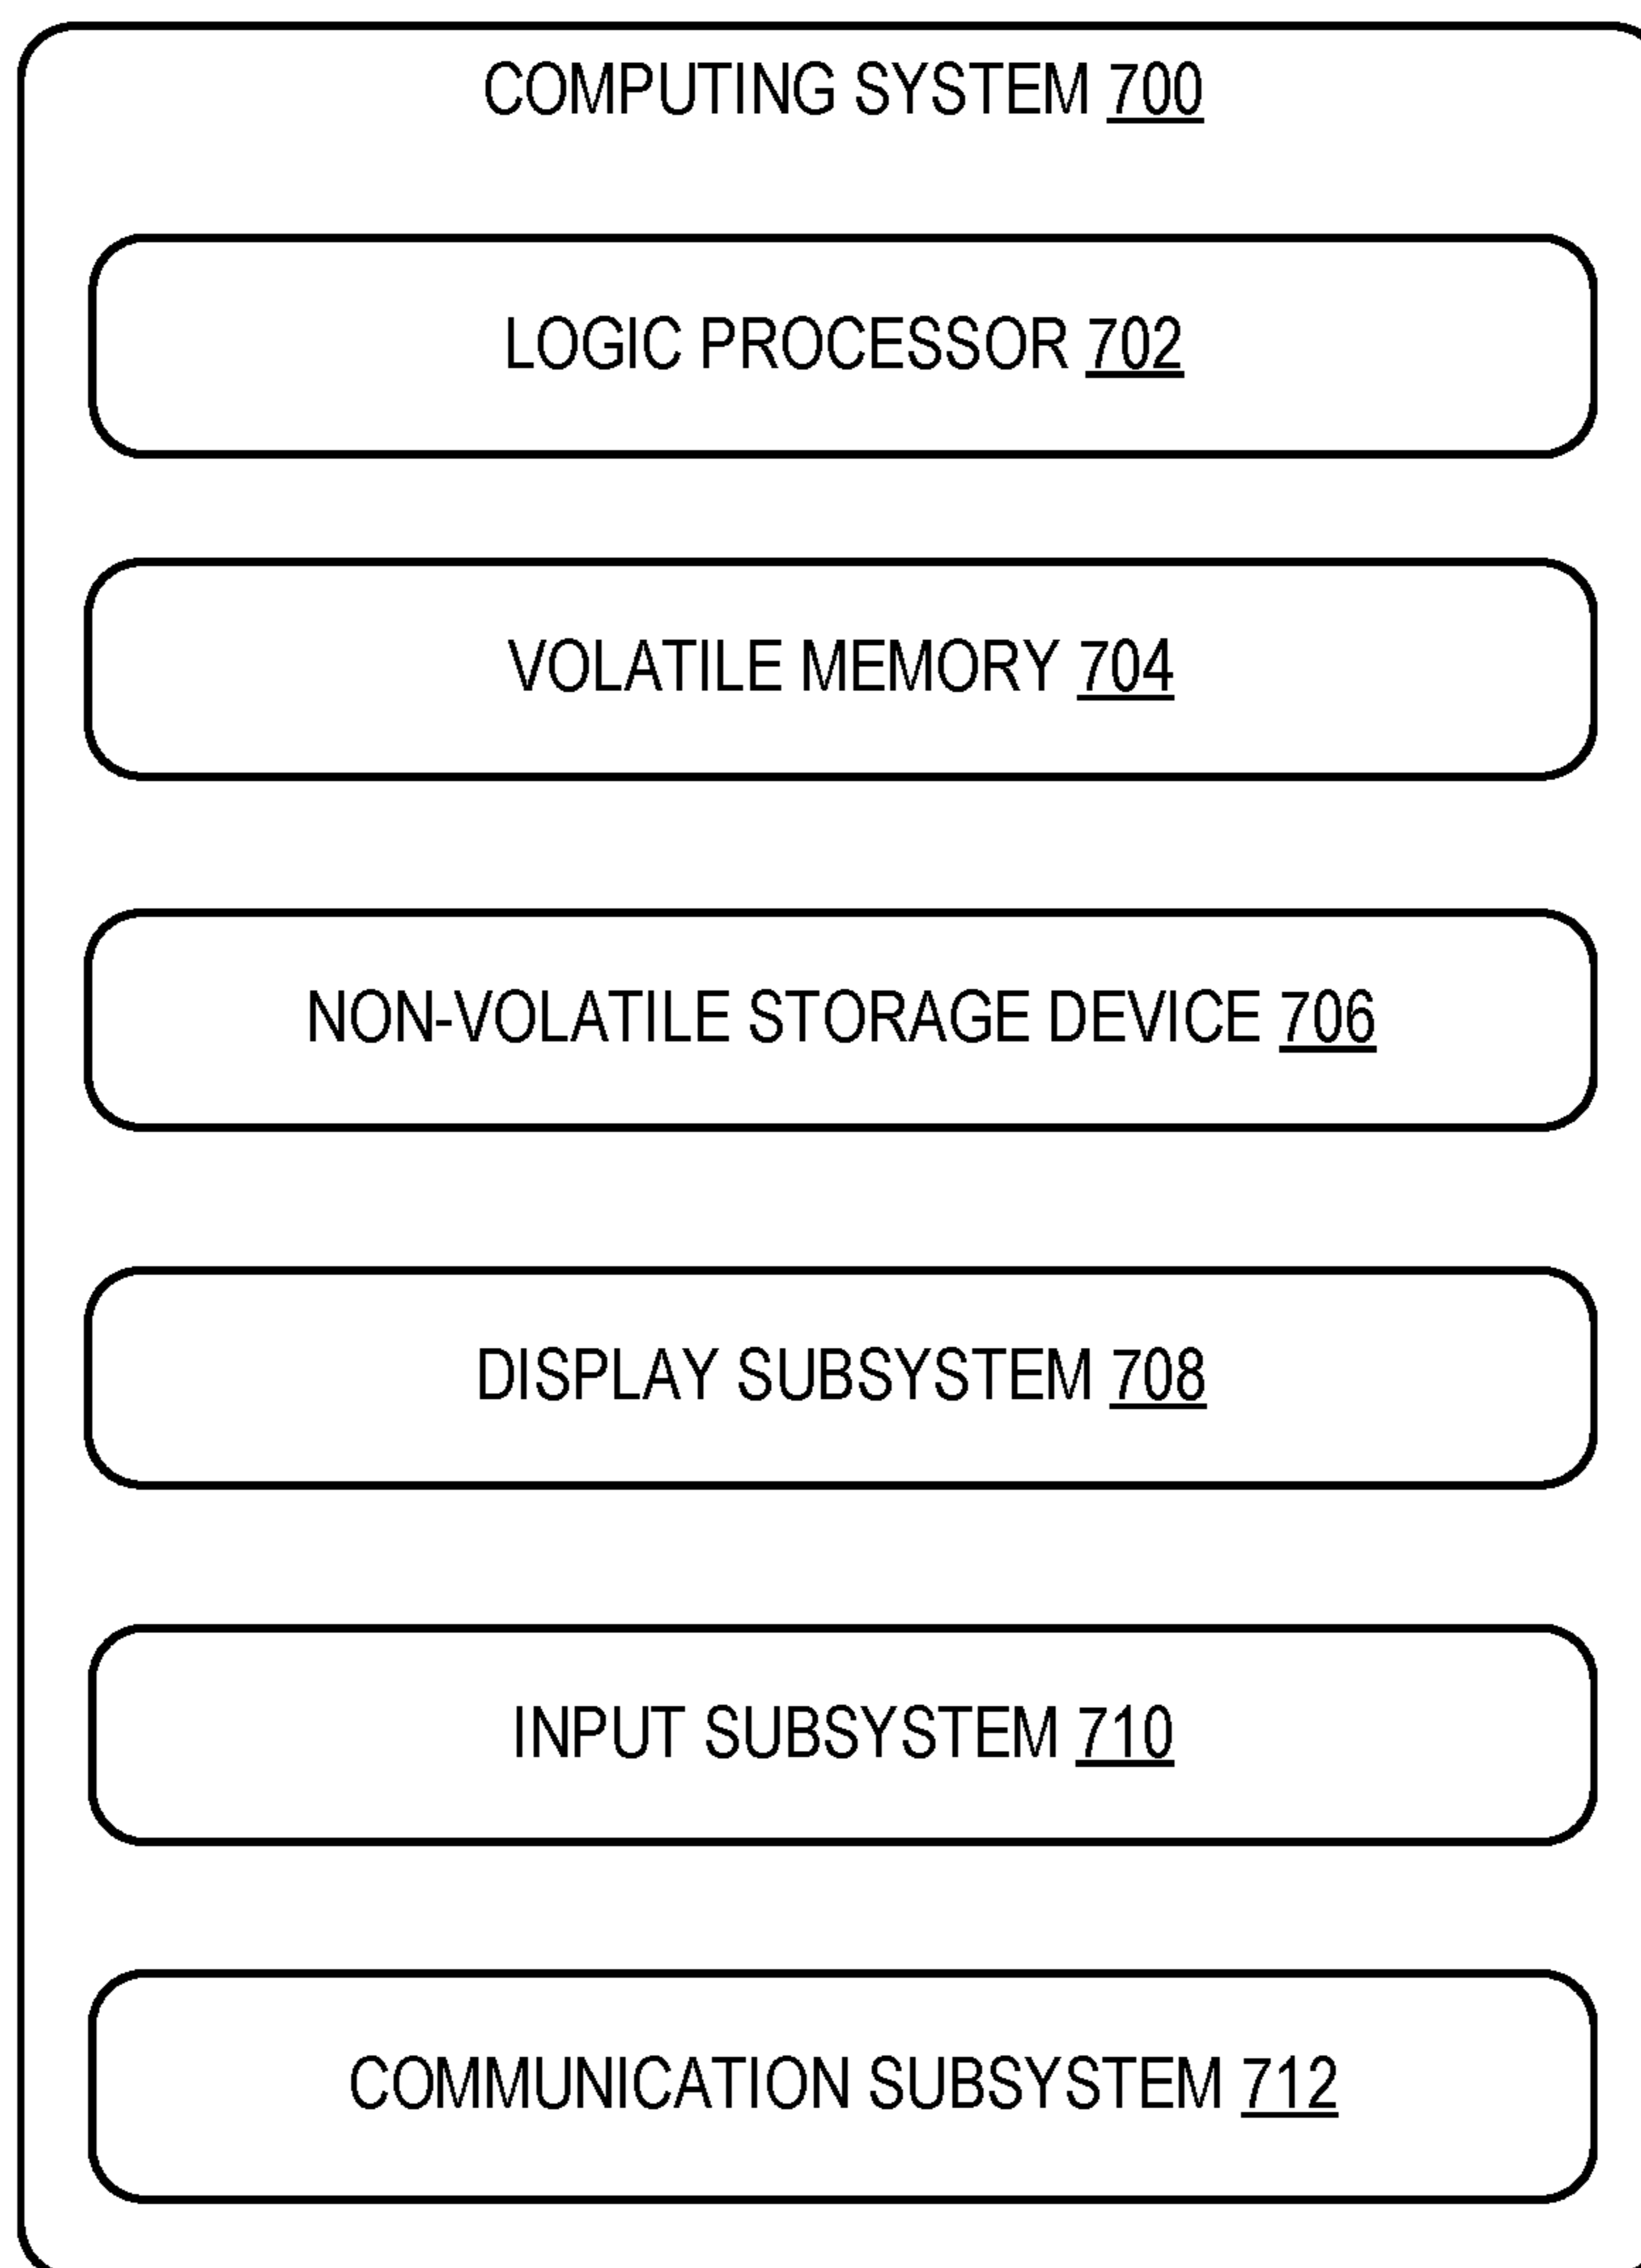 COMPUTING SYSTEM 700
LOGIC PROCESSOR 702
VOLATILE MEMORY 704
NON-VOLATILE STORAGE DEVICE 706
DISPLAY SUBSYSTEM 708
INPUT SUBSYSTEM 710
COMMUNICATION SUBSYSTEM 712